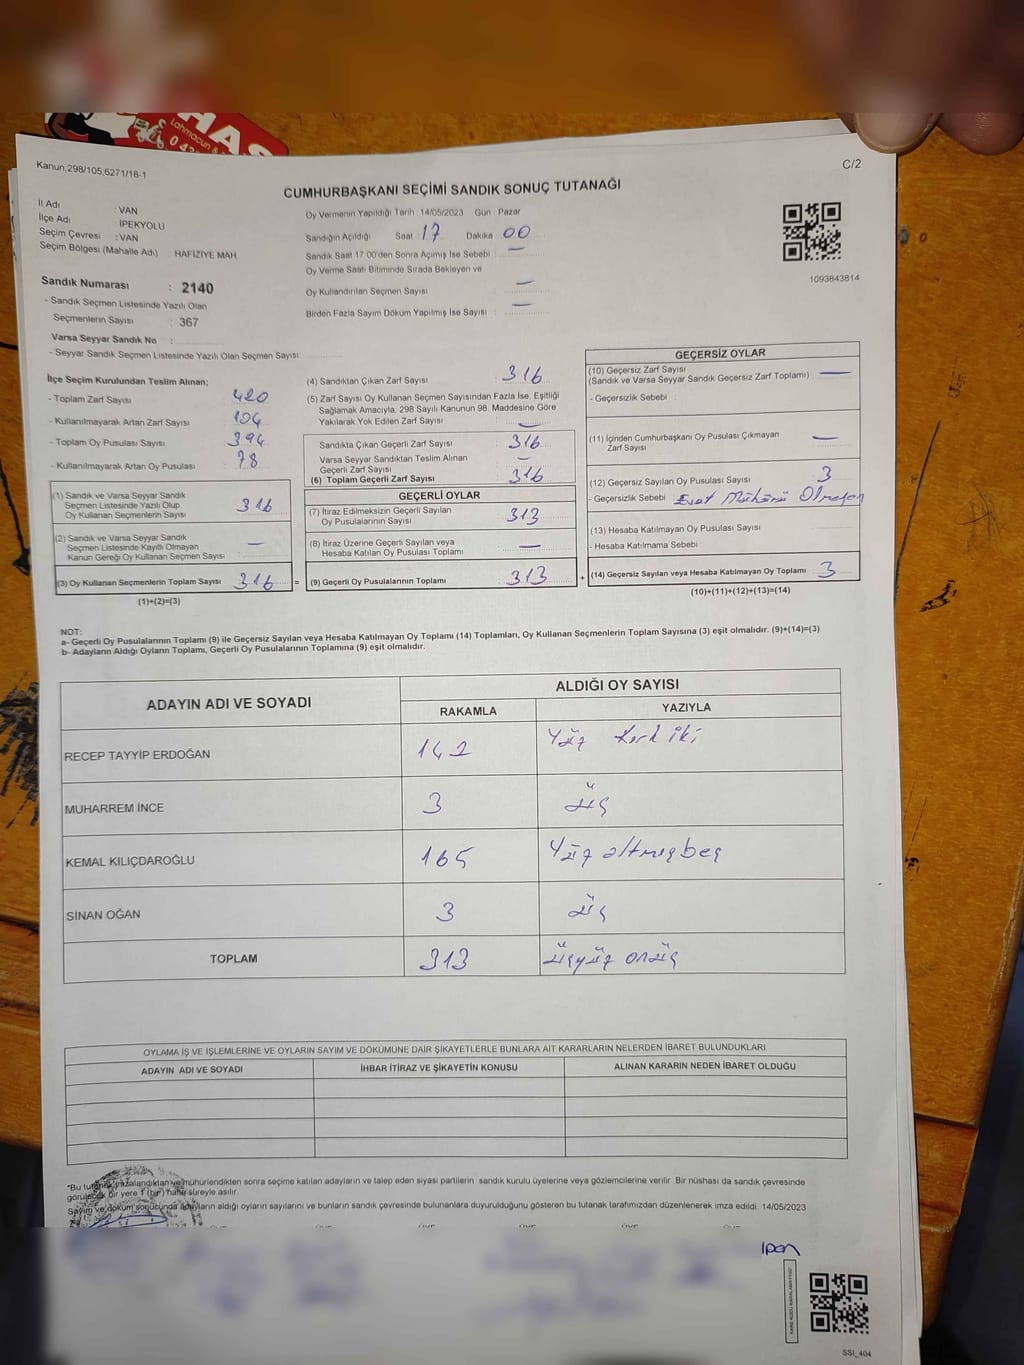 HAS
Lahmacun &
0 42
Kanun,298/105,6271/18-1
C/2
CUMHURBAŞKANI SEÇİMİ SANDIK SONUÇ TUTANAĞI
İl Adı : VAN
İlçe Adı : İPEKYOLU
Seçim Çevresi : VAN
Seçim Bölgesi (Mahalle Adı) : HAFİZİYE MAH.
Sandık Numarası : 2140
- Sandık Seçmen Listesinde Yazılı Olan
Seçmenlerin Sayısı : 367
Varsa Seyyar Sandık No :
- Seyyar Sandık Seçmen Listesinde Yazılı Olan Seçmen Sayısı:
Oy Vermenin Yapıldığı Tarih : 14/05/2023 Gün : Pazar
Sandığın Açıldığı Saat : 17 Dakika : 00
Sandık Saat 17.00'den Sonra Açılmış İse Sebebi : —
Oy Verme Saati Bitiminde Sırada Bekleyen ve
Oy Kullandırılan Seçmen Sayısı : —
Birden Fazla Sayım Döküm Yapılmış İse Sayısı : —
1093843814
İlçe Seçim Kurulundan Teslim Alınan;
- Toplam Zarf Sayısı : 420
- Kullanılmayarak Artan Zarf Sayısı : 104
- Toplam Oy Pusulası Sayısı : 394
- Kullanılmayarak Artan Oy Pusulası : 78
(1) Sandık ve Varsa Seyyar Sandık
Seçmen Listesinde Yazılı Olup
Oy Kullanan Seçmenlerin Sayısı : 316
(2) Sandık ve Varsa Seyyar Sandık
Seçmen Listesinde Kayıtlı Olmayan
Kanun Gereği Oy Kullanan Seçmen Sayısı : —
(3) Oy Kullanan Seçmenlerin Toplam Sayısı : 316 =
(1)+(2)=(3)
(4) Sandıktan Çıkan Zarf Sayısı : 316
(5) Zarf Sayısı Oy Kullanan Seçmen Sayısından Fazla İse, Eşitliği
Sağlamak Amacıyla, 298 Sayılı Kanunun 98. Maddesine Göre
Yakılarak Yok Edilen Zarf Sayısı : —
Sandıkta Çıkan Geçerli Zarf Sayısı : 316
Varsa Seyyar Sandıktan Teslim Alınan
Geçerli Zarf Sayısı : —
(6) Toplam Geçerli Zarf Sayısı : 316
GEÇERLİ OYLAR
(7) İtiraz Edilmeksizin Geçerli Sayılan
Oy Pusulalarının Sayısı : 313
(8) İtiraz Üzerine Geçerli Sayılan veya
Hesaba Katılan Oy Pusulası Toplamı : —
(9) Geçerli Oy Pusulalarının Toplamı : 313 +
GEÇERSİZ OYLAR
(10) Geçersiz Zarf Sayısı
(Sandık ve Varsa Seyyar Sandık Geçersiz Zarf Toplamı) : —
- Geçersizlik Sebebi :
(11) İçinden Cumhurbaşkanı Oy Pusulası Çıkmayan
Zarf Sayısı : —
(12) Geçersiz Sayılan Oy Pusulası Sayısı : 3
- Geçersizlik Sebebi : Evet Mühürü Olmayan
(13) Hesaba Katılmayan Oy Pusulası Sayısı :
- Hesaba Katılmama Sebebi :
(14) Geçersiz Sayılan veya Hesaba Katılmayan Oy Toplamı : 3
(10)+(11)+(12)+(13)=(14)
NOT:
a- Geçerli Oy Pusulalarının Toplamı (9) ile Geçersiz Sayılan veya Hesaba Katılmayan Oy Toplamı (14) Toplamları, Oy Kullanan Seçmenlerin Toplam Sayısına (3) eşit olmalıdır. (9)+(14)=(3)
b- Adayların Aldığı Oyların Toplamı, Geçerli Oy Pusulalarının Toplamına (9) eşit olmalıdır.
ADAYIN ADI VE SOYADI
ALDIĞI OY SAYISI
RAKAMLA YAZIYLA
RECEP TAYYİP ERDOĞAN 142 Yüz kırk iki
MUHARREM İNCE 3 üç
KEMAL KILIÇDAROĞLU 165 Yüz altmışbeş
SİNAN OĞAN 3 üç
TOPLAM 313 üçyüz onüç
OYLAMA İŞ VE İŞLEMLERİNE VE OYLARIN SAYIM VE DÖKÜMÜNE DAİR ŞİKAYETLERLE BUNLARA AİT KARARLARIN NELERDEN İBARET BULUNDUKLARI
ADAYIN ADI VE SOYADI İHBAR İTİRAZ VE ŞİKAYETİN KONUSU ALINAN KARARIN NEDEN İBARET OLDUĞU
*Bu tutanak imzalandıktan ve mühürlendikten sonra seçime katılan adayların ve talep eden siyasi partilerin sandık kurulu üyelerine veya gözlemcilerine verilir. Bir nüshası da sandık çevresinde
görülecek bir yere 1 (bir) hafta süreyle asılır.
Sayım ve döküm sonucunda adayların aldığı oyların sayılarını ve bunların sandık çevresinde bulunanlara duyurulduğunu gösteren bu tutanak tarafımızdan düzenlenerek imza edildi. 14/05/2023
SSI_404